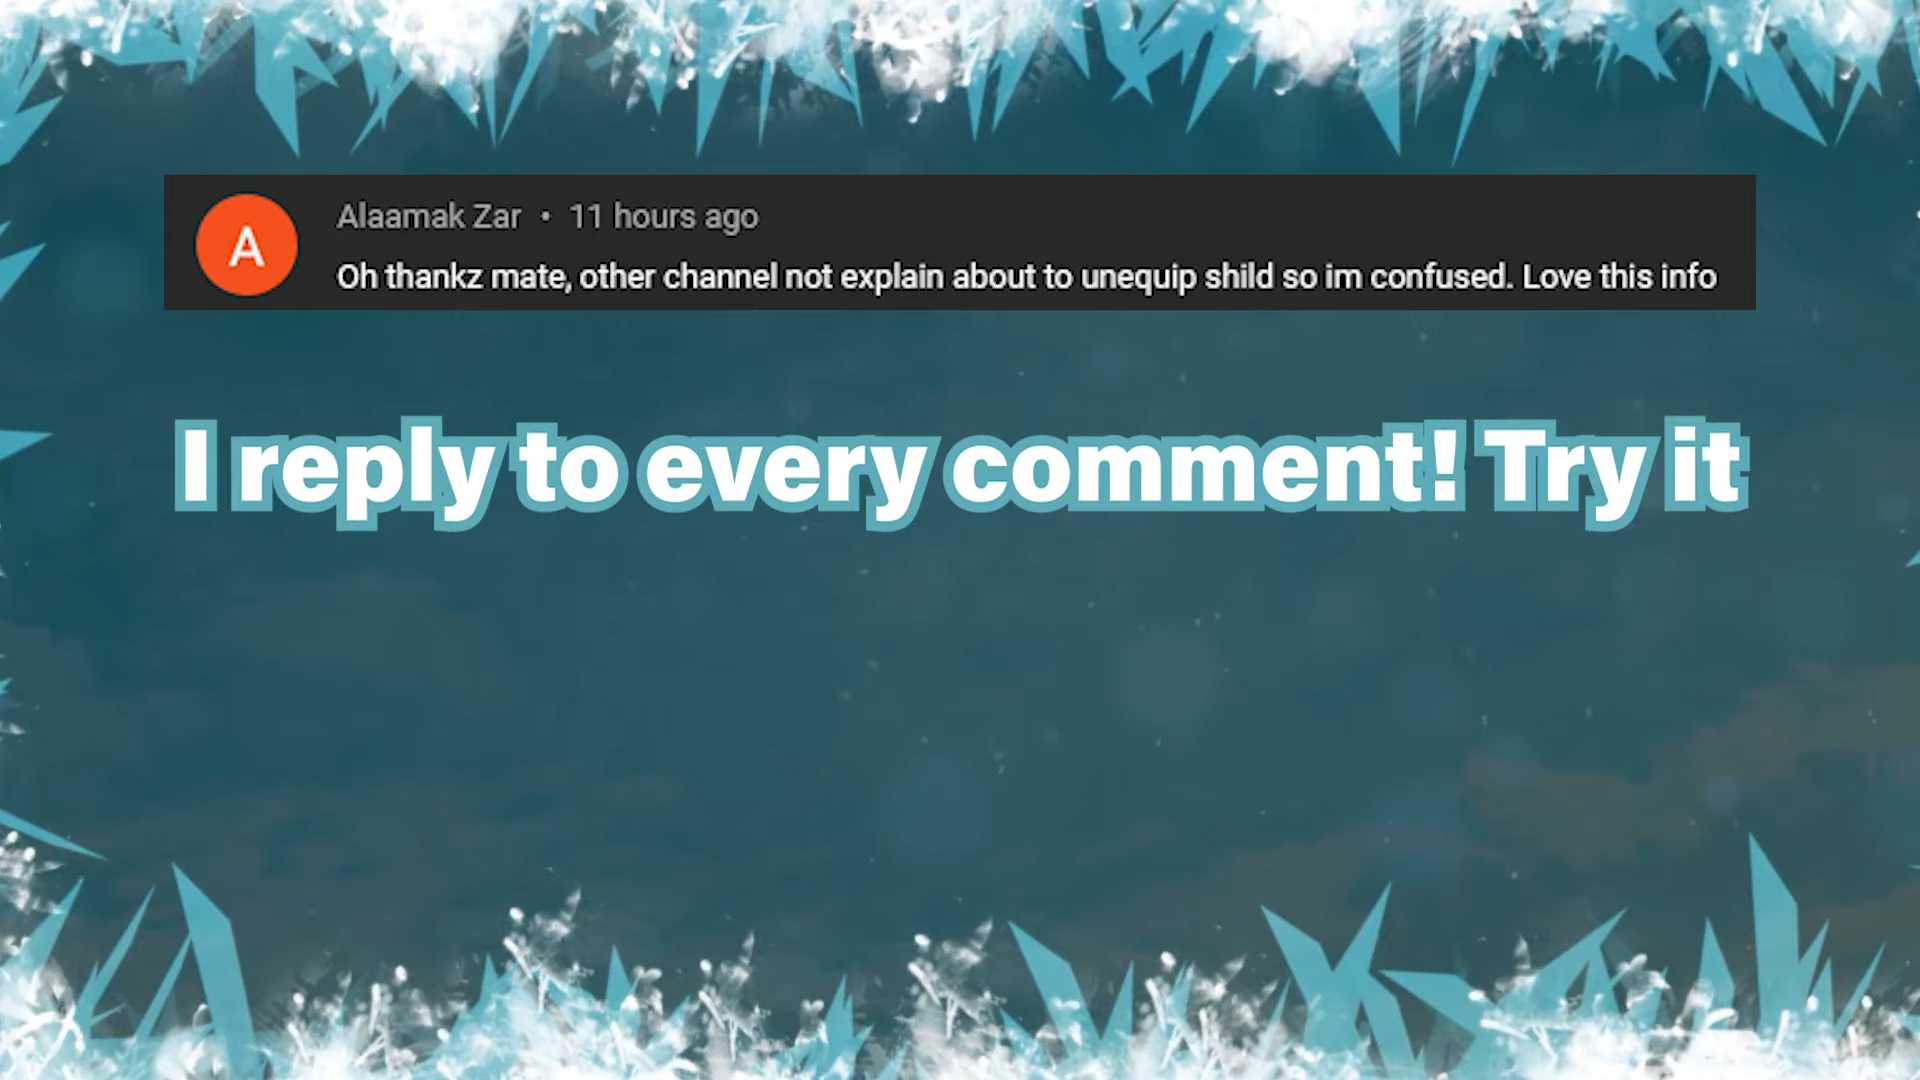 A
Alaamak Zar • 11 hours ago
Oh thankz mate, other channel not explain about to unequip shild so im confused. Love this info
I reply to every comment! Try it